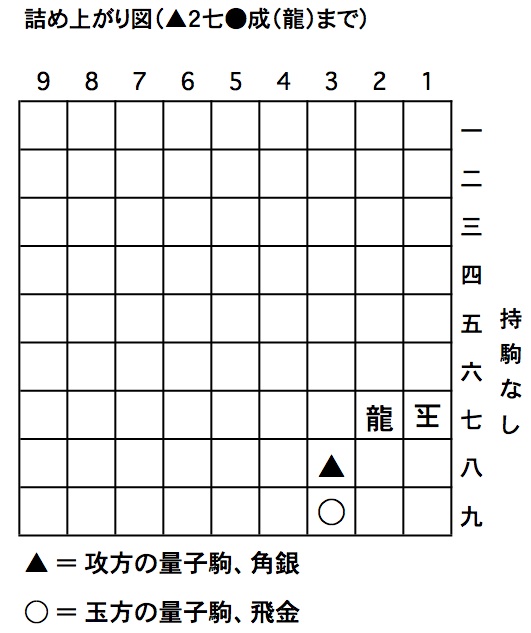 詰め上がり図（▲2七●成（龍）まで）
9 8 7 6 5 4 3 2 1
一
二
三
四
五
六
龍 王 七
▲ 八
○ 九
持駒なし
▲ ＝ 攻方の量子駒、角銀
○ ＝ 玉方の量子駒、飛金